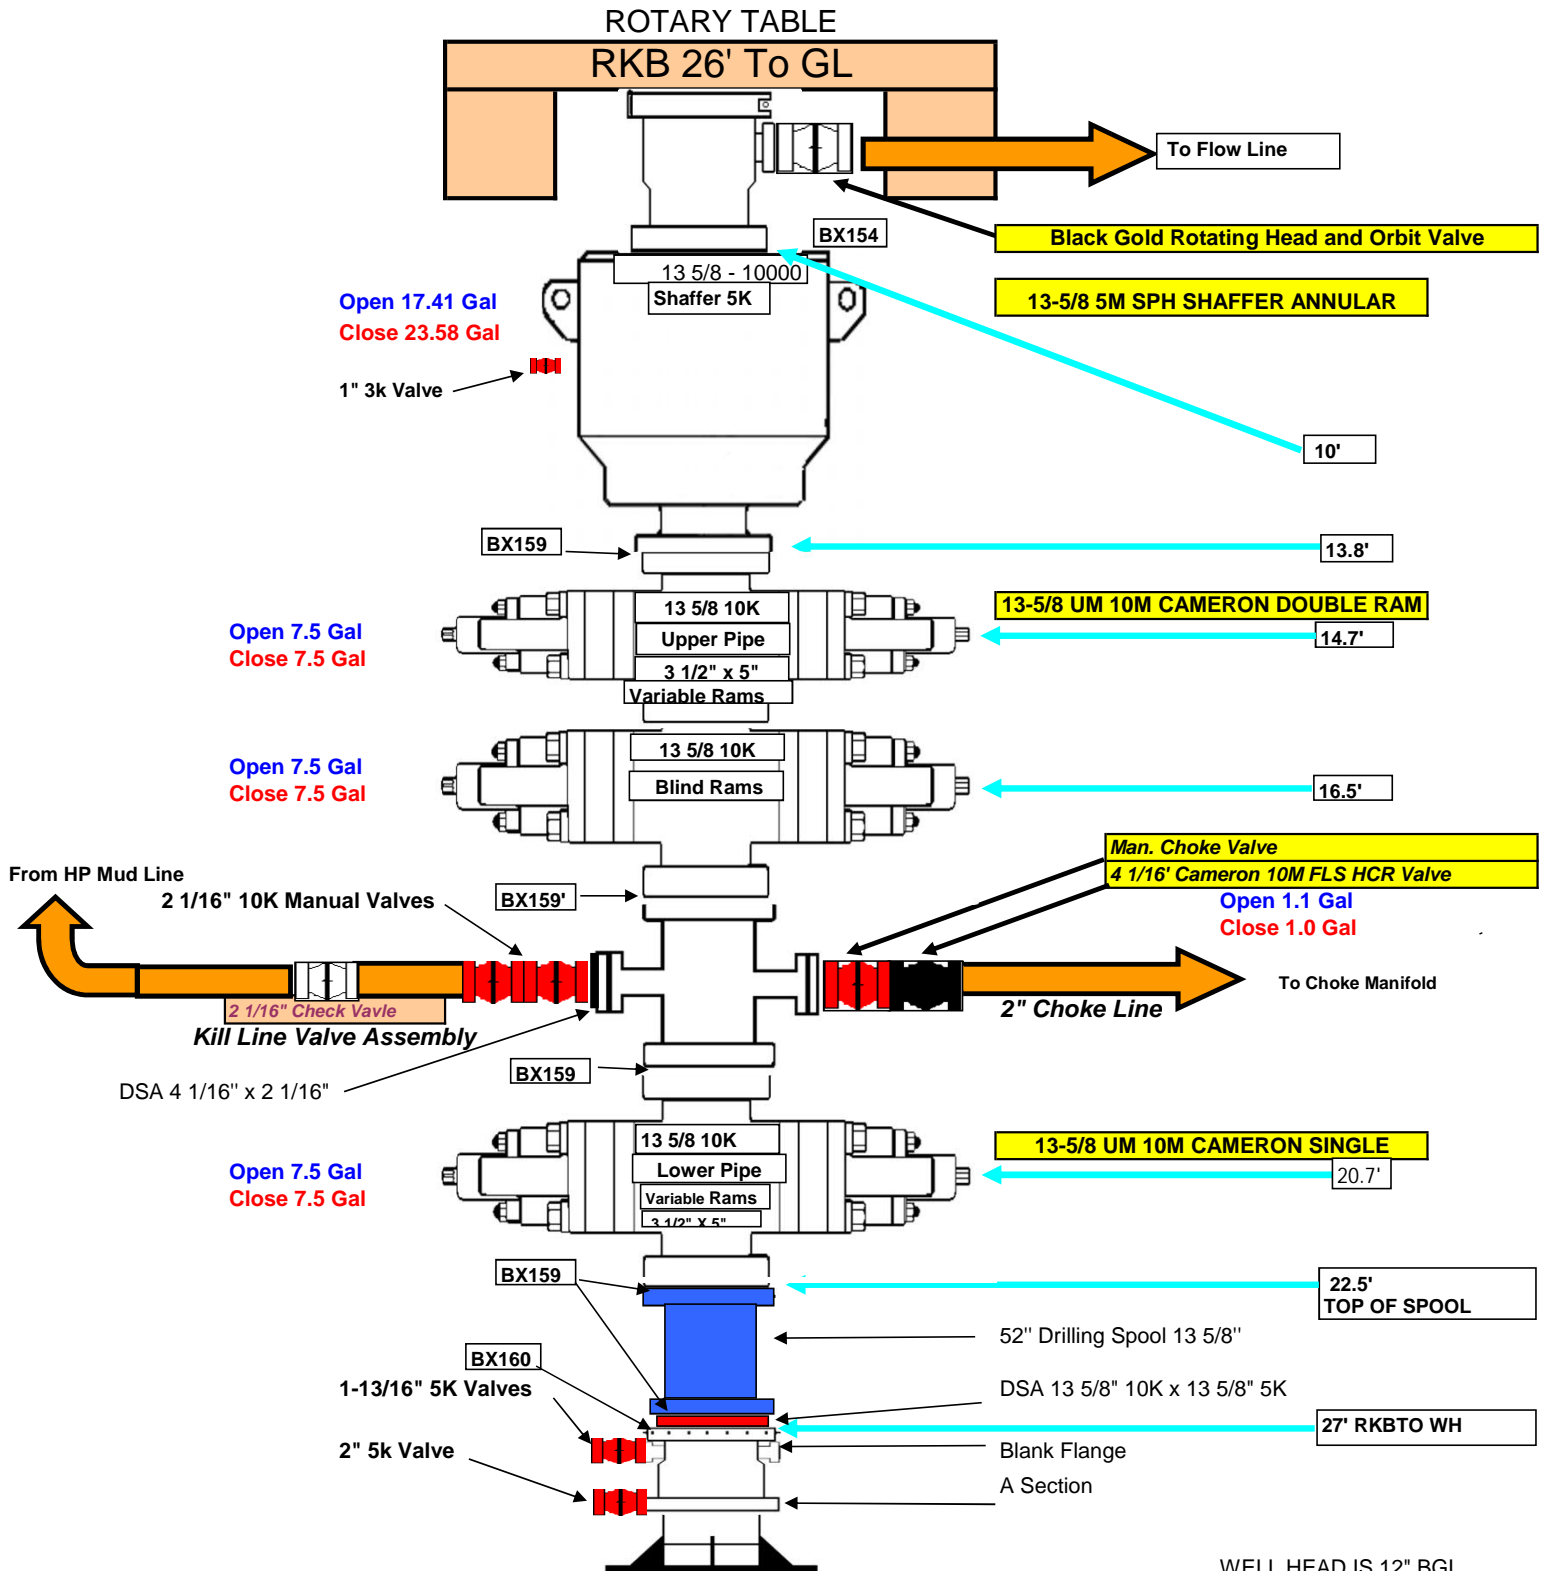 ROTARY TABLE
RKB 26' To GL
To Flow Line
BX154
Black Gold Rotating Head and Orbit Valve
13 5/8 - 10000
Shaffer 5K
13-5/8 5M SPH SHAFFER ANNULAR
Open 17.41 Gal
Close 23.58 Gal
1" 3k Valve
10'
BX159
13.8'
13 5/8 10K
Upper Pipe
3 1/2" x 5"
Variable Rams
13-5/8 UM 10M CAMERON DOUBLE RAM
14.7'
Open 7.5 Gal
Close 7.5 Gal
13 5/8 10K
Blind Rams
Open 7.5 Gal
Close 7.5 Gal
16.5'
Man. Choke Valve
4 1/16' Cameron 10M FLS HCR Valve
Open 1.1 Gal
Close 1.0 Gal
From HP Mud Line
2 1/16" 10K Manual Valves
BX159'
To Choke Manifold
2" Choke Line
2 1/16" Check Vavle
Kill Line Valve Assembly
BX159
DSA 4 1/16" x 2 1/16"
13 5/8 10K
Lower Pipe
Variable Rams
3 1/2" X 5"
13-5/8 UM 10M CAMERON SINGLE
20.7'
Open 7.5 Gal
Close 7.5 Gal
BX159
22.5'
TOP OF SPOOL
52" Drilling Spool 13 5/8"
BX160
1-13/16" 5K Valves
DSA 13 5/8" 10K x 13 5/8" 5K
27' RKBTO WH
2" 5k Valve
Blank Flange
A Section
WELL HEAD IS 12" BGL